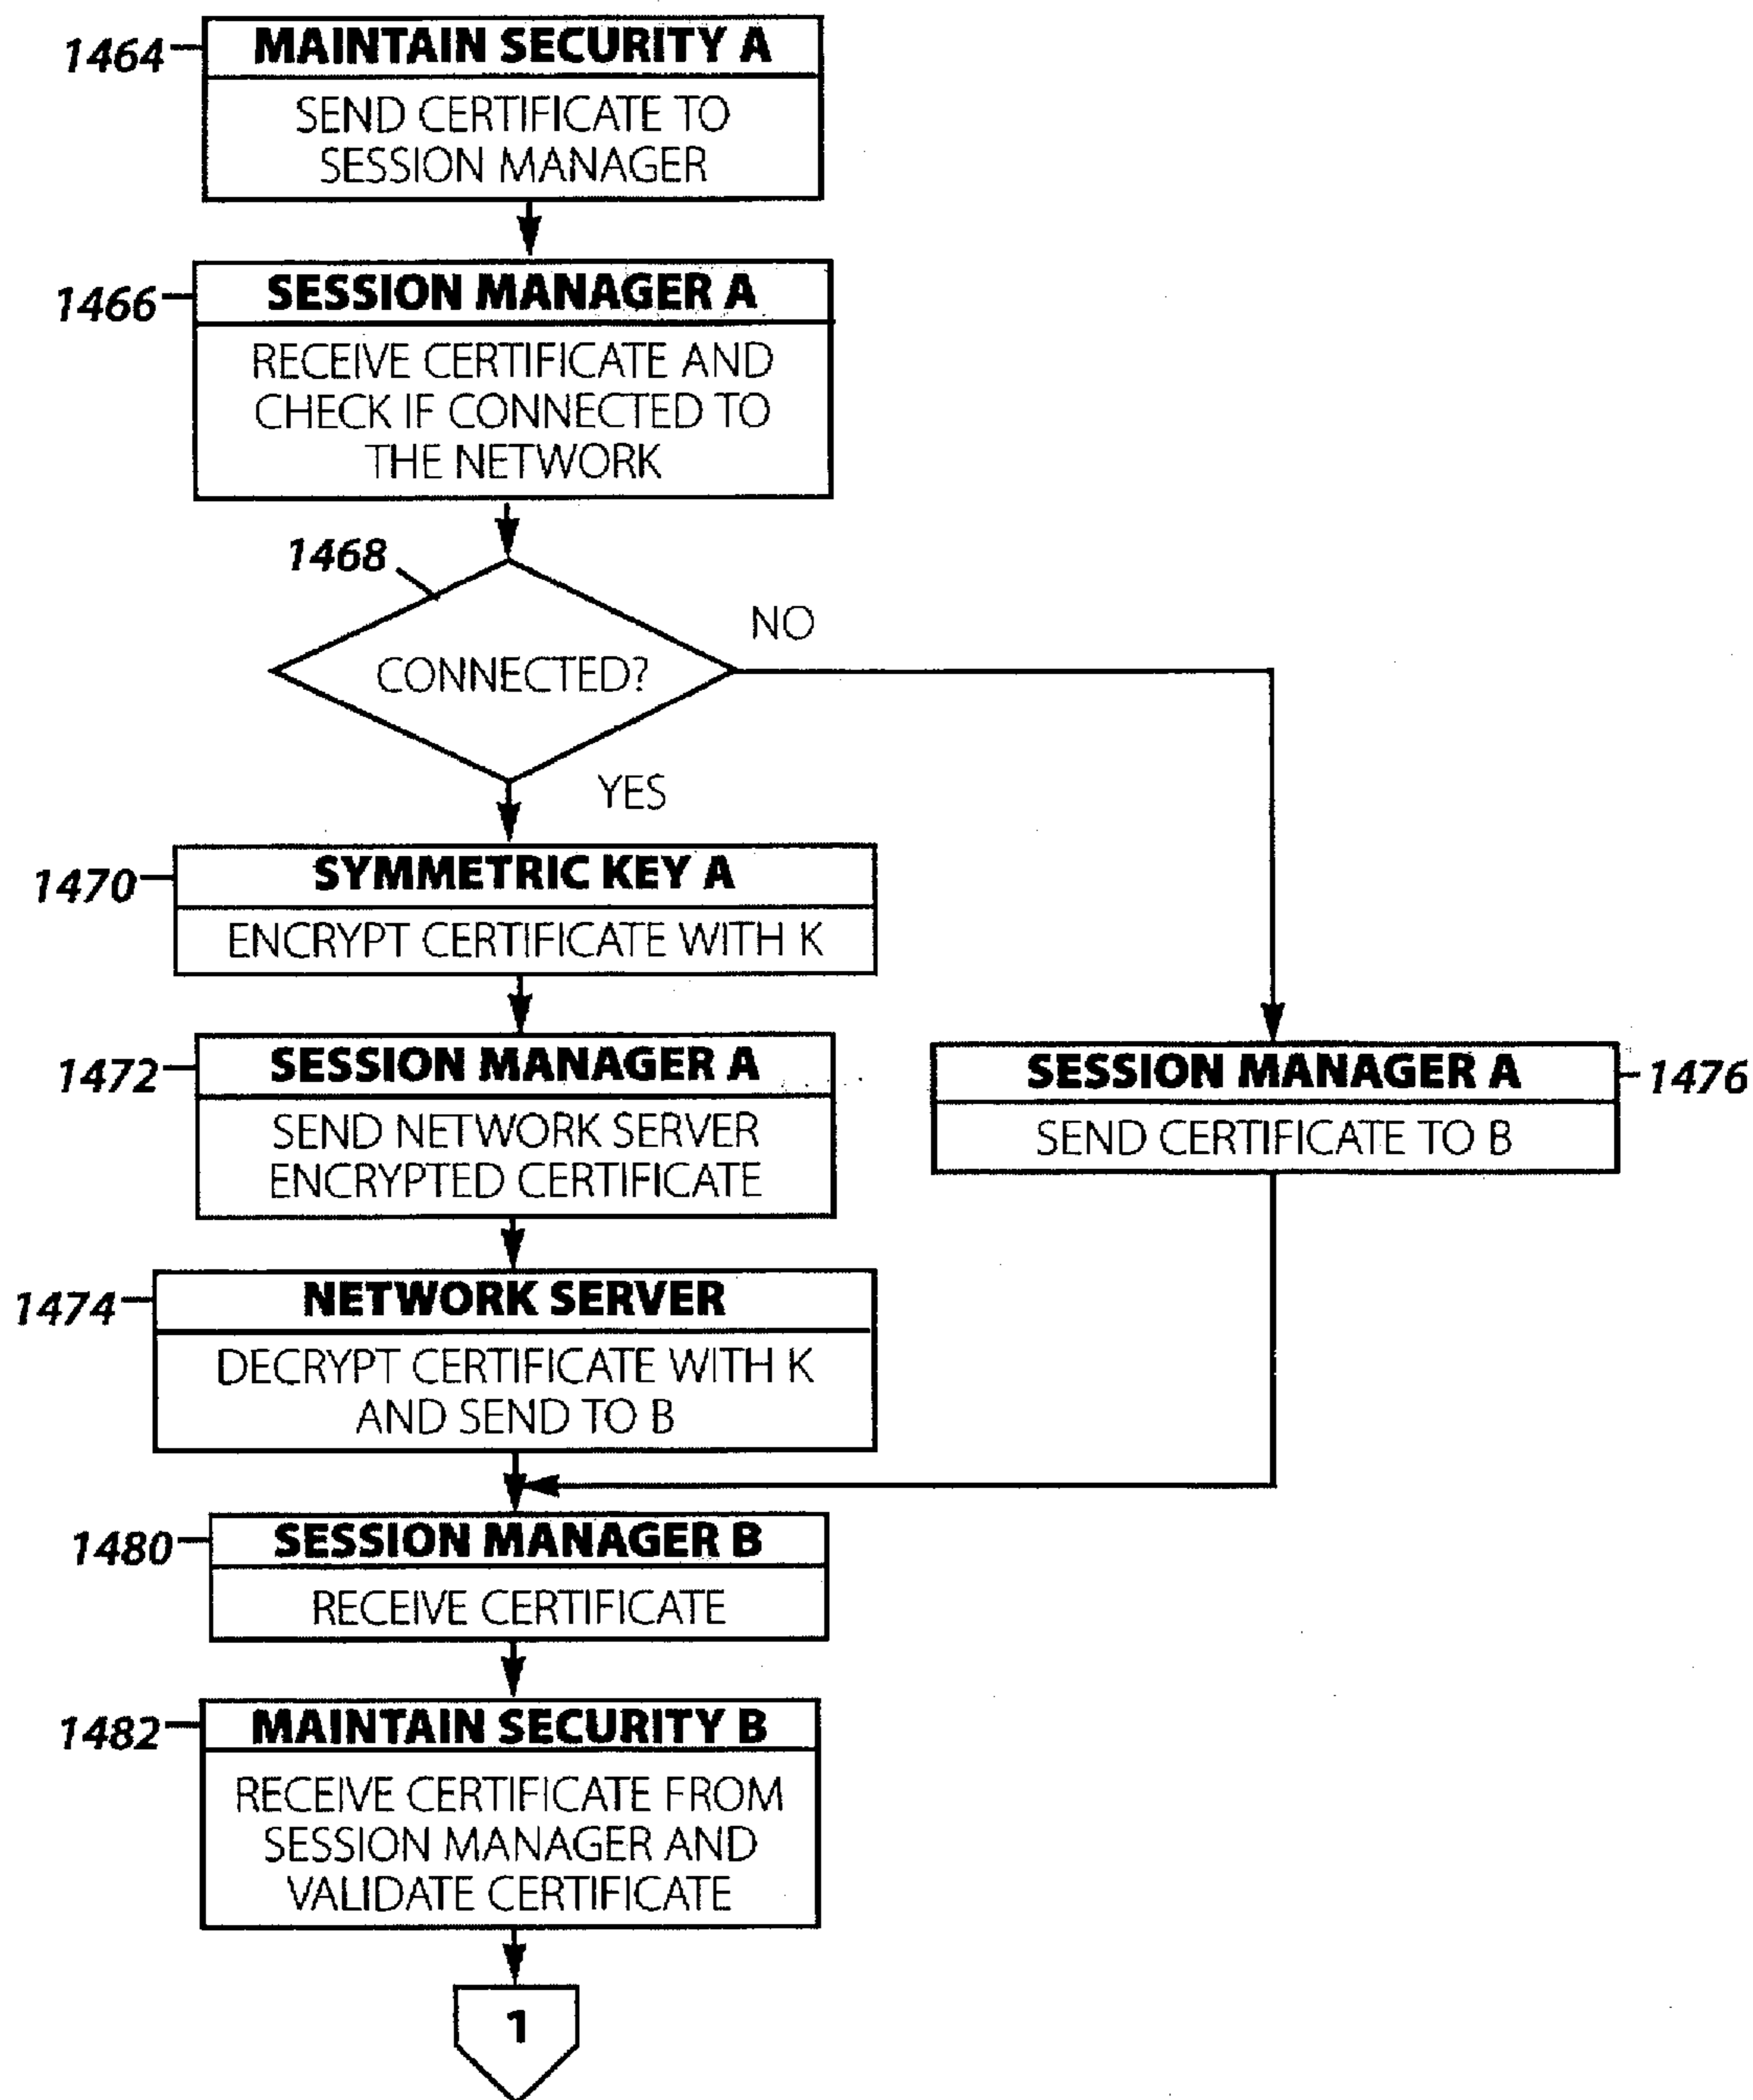 1464
MAINTAIN SECURITY A
SEND CERTIFICATE TO
SESSION MANAGER
1466
SESSION MANAGER A
RECEIVE CERTIFICATE AND
CHECK IF CONNECTED TO
THE NETWORK
1468
CONNECTED?
NO
YES
1470
SYMMETRIC KEY A
ENCRYPT CERTIFICATE WITH K
1472
SESSION MANAGER A
SEND NETWORK SERVER
ENCRYPTED CERTIFICATE
SESSION MANAGER A
1476
SEND CERTIFICATE TO B
1474
NETWORK SERVER
DECRYPT CERTIFICATE WITH K
AND SEND TO B
1480
SESSION MANAGER B
RECEIVE CERTIFICATE
1482
MAINTAIN SECURITY B
RECEIVE CERTIFICATE FROM
SESSION MANAGER AND
VALIDATE CERTIFICATE
1